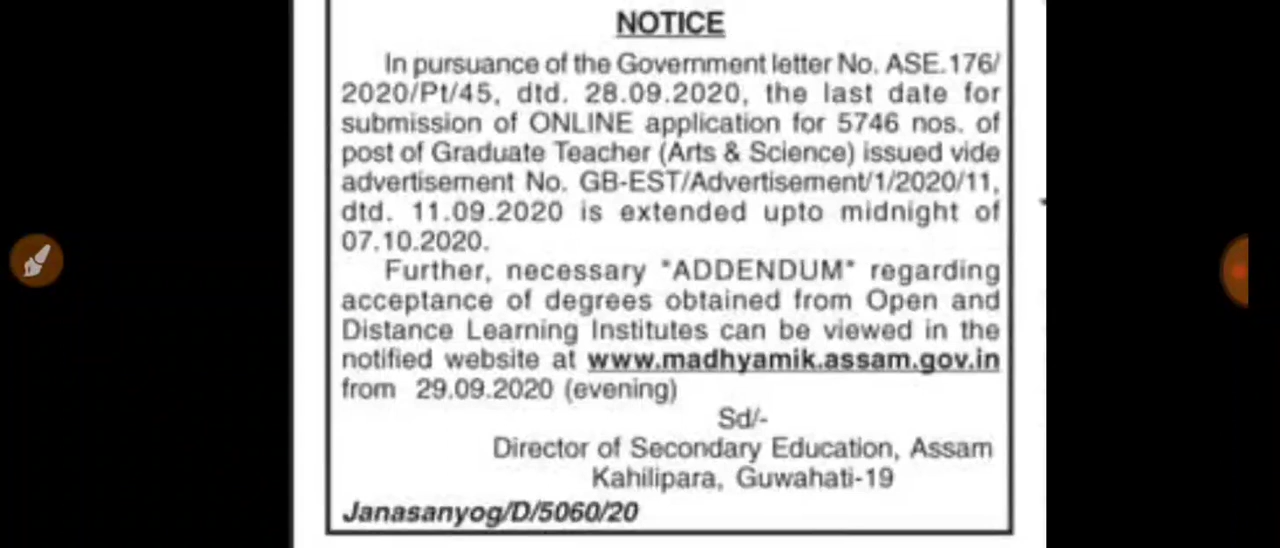 NOTICE
In pursuance of the Government letter No. ASE.176/
2020/Pt/45, dtd. 28.09.2020, the last date for
submission of ONLINE application for 5746 nos. of
post of Graduate Teacher (Arts & Science) issued vide
advertisement No. GB-EST/Advertisement/1/2020/11,
dtd. 11.09.2020 is extended upto midnight of
07.10.2020.
Further, necessary "ADDENDUM" regarding
acceptance of degrees obtained from Open and
Distance Learning Institutes can be viewed in the
notified website at www.madhyamik.assam.gov.in
from 29.09.2020 (evening)
Sd/-
Director of Secondary Education, Assam
Kahilipara, Guwahati-19
Janasanyog/D/5060/20